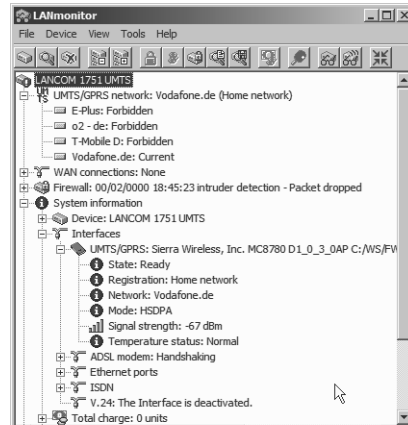 LANmonitor
File Device View Tools Help
LANCOM 1751 UMTS
UM
TS
UMTS/GPRS network: Vodafone.de (Home network)
E-Plus: Forbidden
o2 - de: Forbidden
T-Mobile D: Forbidden
Vodafone.de: Current
WAN connections: None
Firewall: 00/02/0000 18:45:23 intruder detection - Packet dropped
System information
Device: LANCOM 1751 UMTS
Interfaces
UMTS/GPRS: Sierra Wireless, Inc. MC8780 D1_0_3_0AP C:/WS/FW
State: Ready
Registration: Home network
Network: Vodafone.de
Mode: HSDPA
Signal strength: -67 dBm
Temperature status: Normal
ADSL modem: Handshaking
Ethernet ports
ISDN
V.24: The Interface is deactivated.
Total charge: 0 units